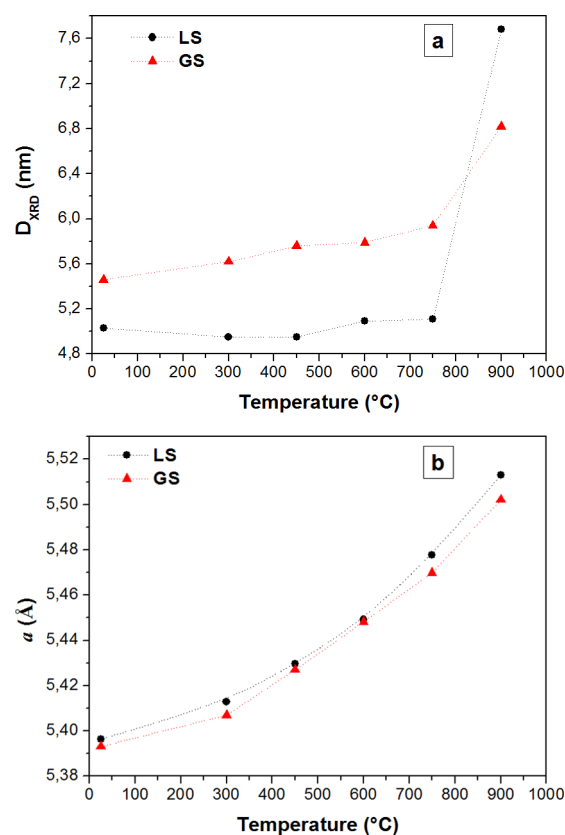 LS
GS
a
7,6
7,2
6,8
6,4
6,0
5,6
5,2
4,8
D_XRD (nm)
0 100 200 300 400 500 600 700 800 900 1000
Temperature (°C)
LS
GS
b
5,52
5,50
5,48
5,46
5,44
5,42
5,40
5,38
a (Å)
0 100 200 300 400 500 600 700 800 900 1000
Temperature (°C)